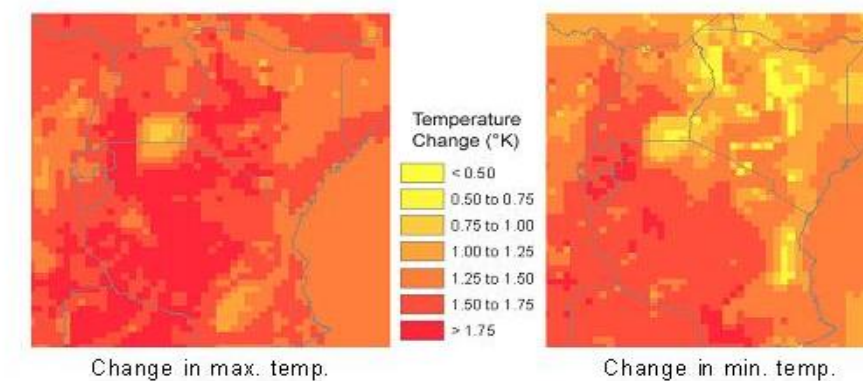 Temperature
Change (°K)
< 0.50
0.50 to 0.75
0.75 to 1.00
1.00 to 1.25
1.25 to 1.50
1.50 to 1.75
> 1.75
Change in max. temp.
Change in min. temp.